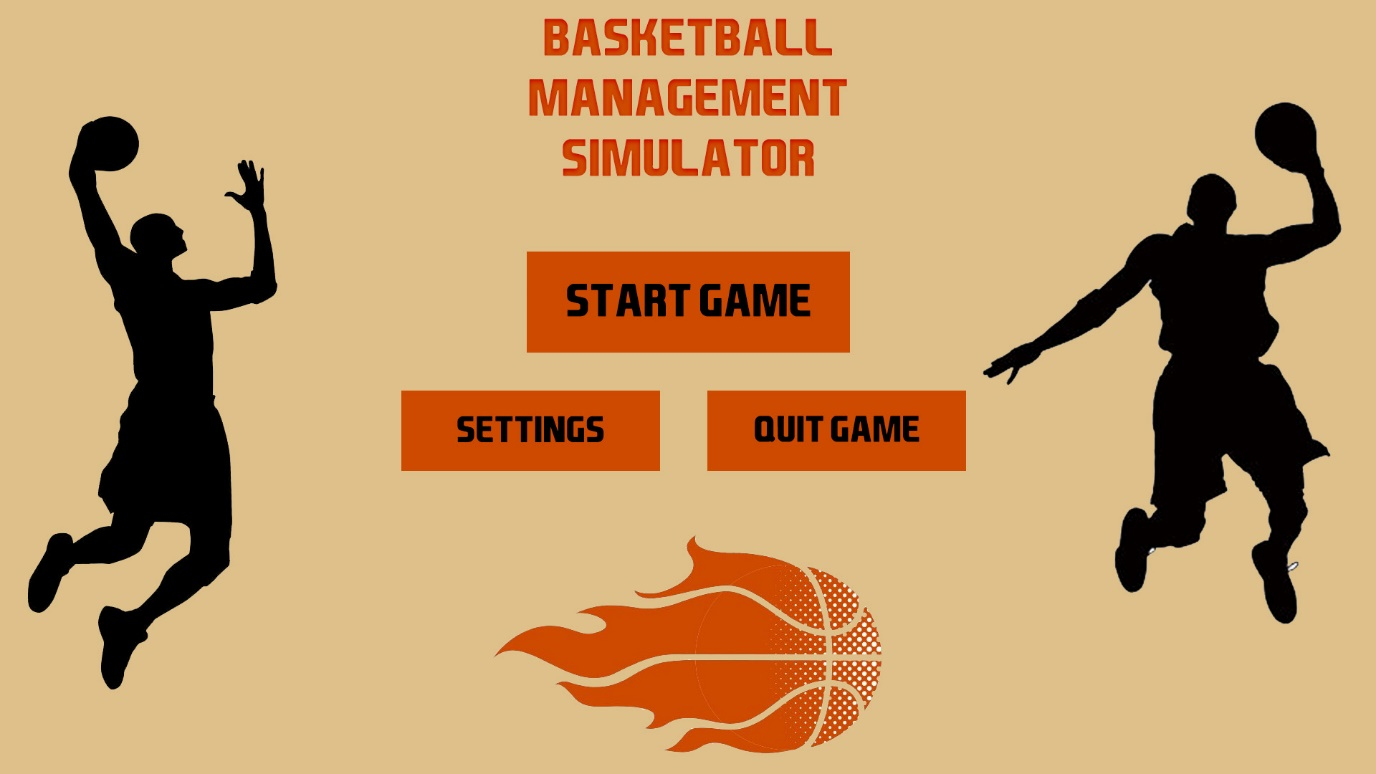 BASKETBALL
MANAGEMENT
SIMULATOR
START GAME
SETTINGS
QUIT GAME